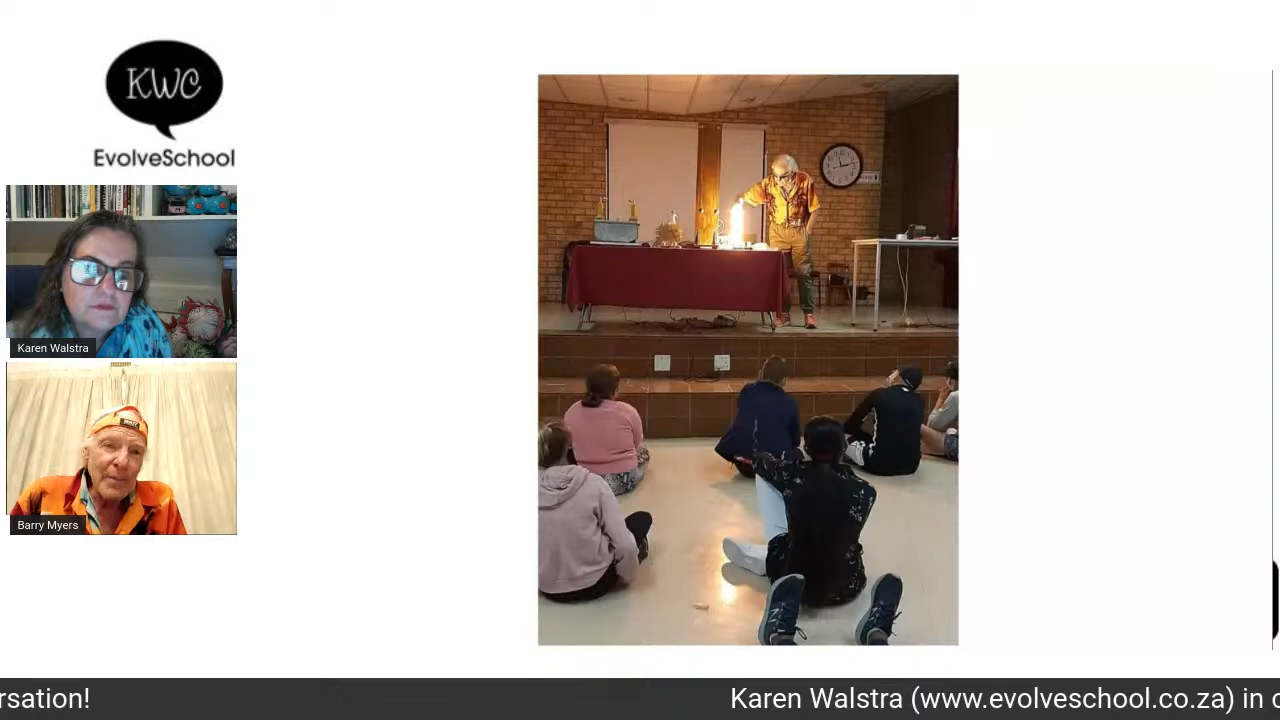 KWC
EvolveSchool
Karen Walstra
Barry Myers
rsation!
Karen Walstra (www.evolveschool.co.za) in c